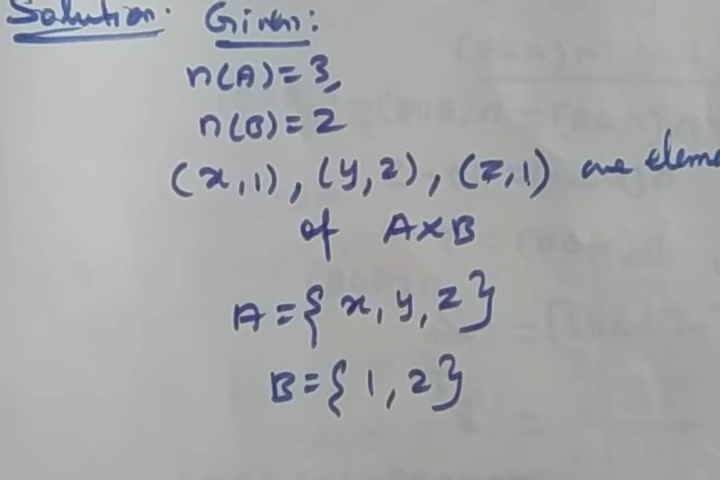 Solution. Given:
n(A)=3,
n(B)=2
(x,1), (y,2), (z,1) are eleme
of A×B
A={x,y,z}
B={1,2}